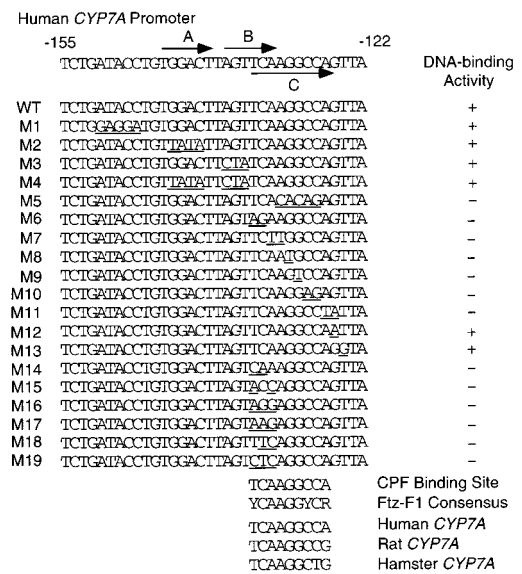 Human CYP7A Promoter
A B
-155 -122
TCTGATACCTGTGGACTTAGTTCAAGGCCAGTTA
C
DNA-binding
Activity
WT TCTGATACCTGTGGACTTAGTTCAAGGCCAGTTA +
M1 TCTGGAGGATGTGGACTTAGTTCAAGGCCAGTTA +
M2 TCTGATACCTGTTATATTAGTTCAAGGCCAGTTA +
M3 TCTGATACCTGTGGACTTCTATCAAGGCCAGTTA +
M4 TCTGATACCTGTTATATTCTATCAAGGCCAGTTA +
M5 TCTGATACCTGTGGACTTAGTTCACACAGAGTTA –
M6 TCTGATACCTGTGGACTTAGTAGAAGGCCAGTTA –
M7 TCTGATACCTGTGGACTTAGTTCTTGGCCAGTTA –
M8 TCTGATACCTGTGGACTTAGTTCAATGCCAGTTA –
M9 TCTGATACCTGTGGACTTAGTTCAAGTCCAGTTA –
M10 TCTGATACCTGTGGACTTAGTTCAAGGAGAGTTA –
M11 TCTGATACCTGTGGACTTAGTTCAAGGCCTATTA –
M12 TCTGATACCTGTGGACTTAGTTCAAGGCCAATTA +
M13 TCTGATACCTGTGGACTTAGTTCAAGGCCAGGTA +
M14 TCTGATACCTGTGGACTTAGTCAAAGGCCAGTTA –
M15 TCTGATACCTGTGGACTTAGTACCAGGCCAGTTA –
M16 TCTGATACCTGTGGACTTAGTAGGAGGCCAGTTA –
M17 TCTGATACCTGTGGACTTAGTAAGAGGCCAGTTA –
M18 TCTGATACCTGTGGACTTAGTTTCAGGCCAGTTA –
M19 TCTGATACCTGTGGACTTAGTCTCAGGCCAGTTA –
TCAAGGCCA CPF Binding Site
YCAAGGYCR Ftz-F1 Consensus
TCAAGGCCA Human CYP7A
TCAAGGCCG Rat CYP7A
TCAAGGCTG Hamster CYP7A